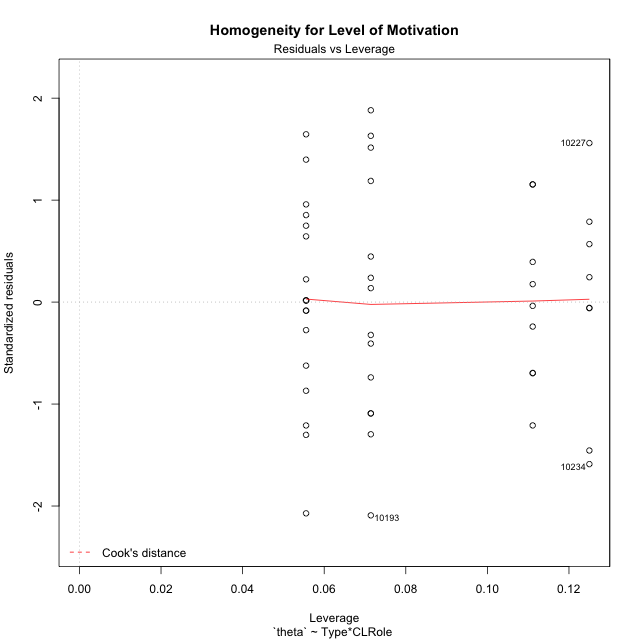 Homogeneity for Level of Motivation
Residuals vs Leverage
2
1
0
-1
-2
Standardized residuals
10227
10234
10193
Cook's distance
0.00 0.02 0.04 0.06 0.08 0.10 0.12
Leverage
`theta` ~ Type*CLRole